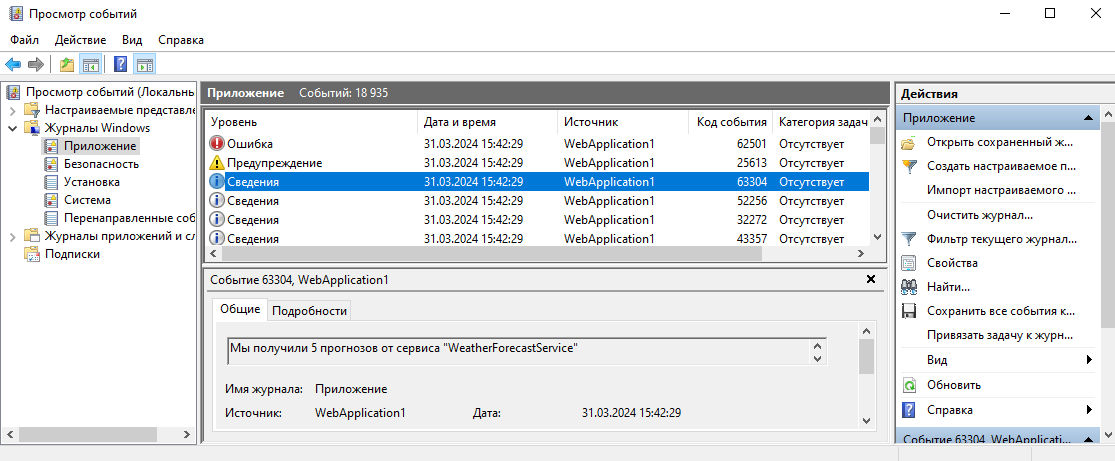 Просмотр событий
Файл Действие Вид Справка
Просмотр событий (Локальнь
Настраиваемые представле
Журналы Windows
Приложение
Безопасность
Установка
Система
Перенаправленные соб
Журналы приложений и сл
Подписки
Приложение Событий: 18 935
Уровень Дата и время Источник Код события Категория задач
Ошибка 31.03.2024 15:42:29 WebApplication1 62501 Отсутствует
Предупреждение 31.03.2024 15:42:29 WebApplication1 25613 Отсутствует
Сведения 31.03.2024 15:42:29 WebApplication1 63304 Отсутствует
Сведения 31.03.2024 15:42:29 WebApplication1 52256 Отсутствует
Сведения 31.03.2024 15:42:29 WebApplication1 32272 Отсутствует
Сведения 31.03.2024 15:42:29 WebApplication1 43357 Отсутствует
Событие 63304, WebApplication1
Общие Подробности
Мы получили 5 прогнозов от сервиса "WeatherForecastService"
Имя журнала: Приложение
Источник: WebApplication1 Дата: 31.03.2024 15:42:29
Действия
Приложение
Открыть сохраненный ж...
Создать настраиваемое п...
Импорт настраиваемого ...
Очистить журнал...
Фильтр текущего журнал...
Свойства
Найти...
Сохранить все события к...
Привязать задачу к журн...
Вид
Обновить
Справка
Событие 63304, WebApplicati...